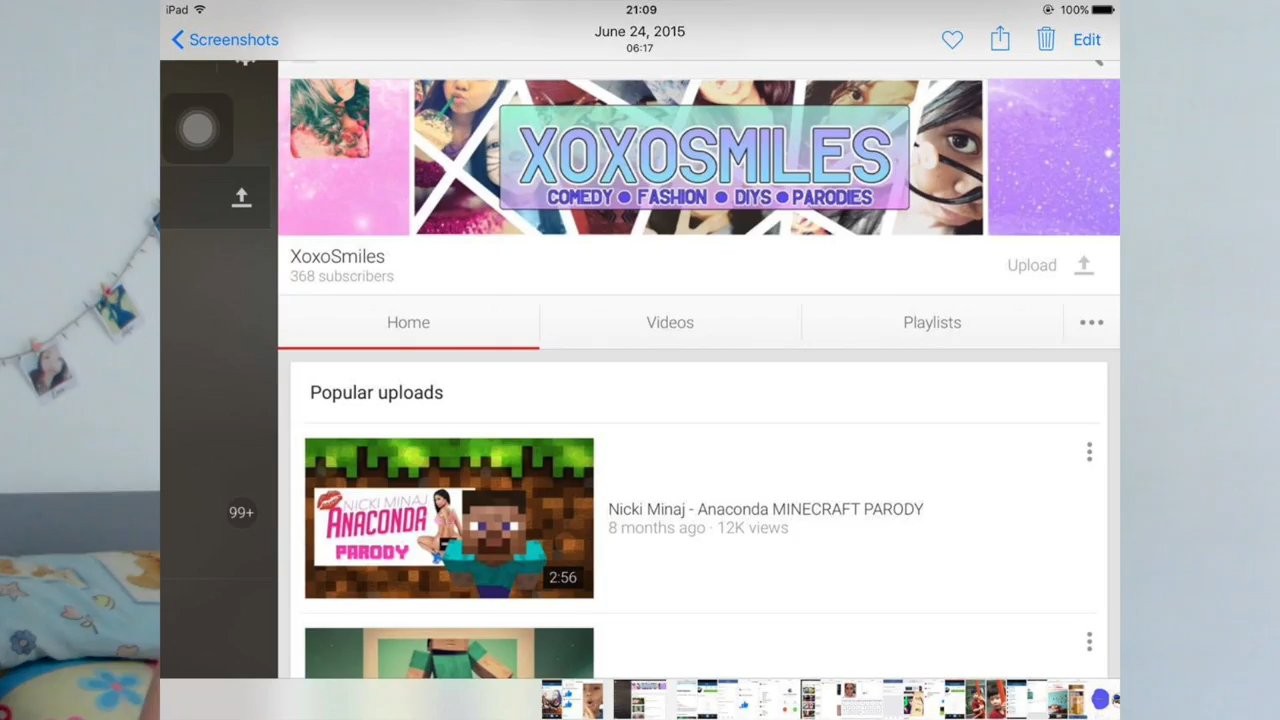 iPad
21:09
100%
Screenshots
June 24, 2015
06:17
Edit
XOXOSMILES
COMEDY ● FASHION ● DIYS ● PARODIES
XoxoSmiles
368 subscribers
Upload
Home
Videos
Playlists
Popular uploads
NICKI MINAJ
ANACONDA
PARODY
2:56
Nicki Minaj - Anaconda MINECRAFT PARODY
8 months ago · 12K views
99+